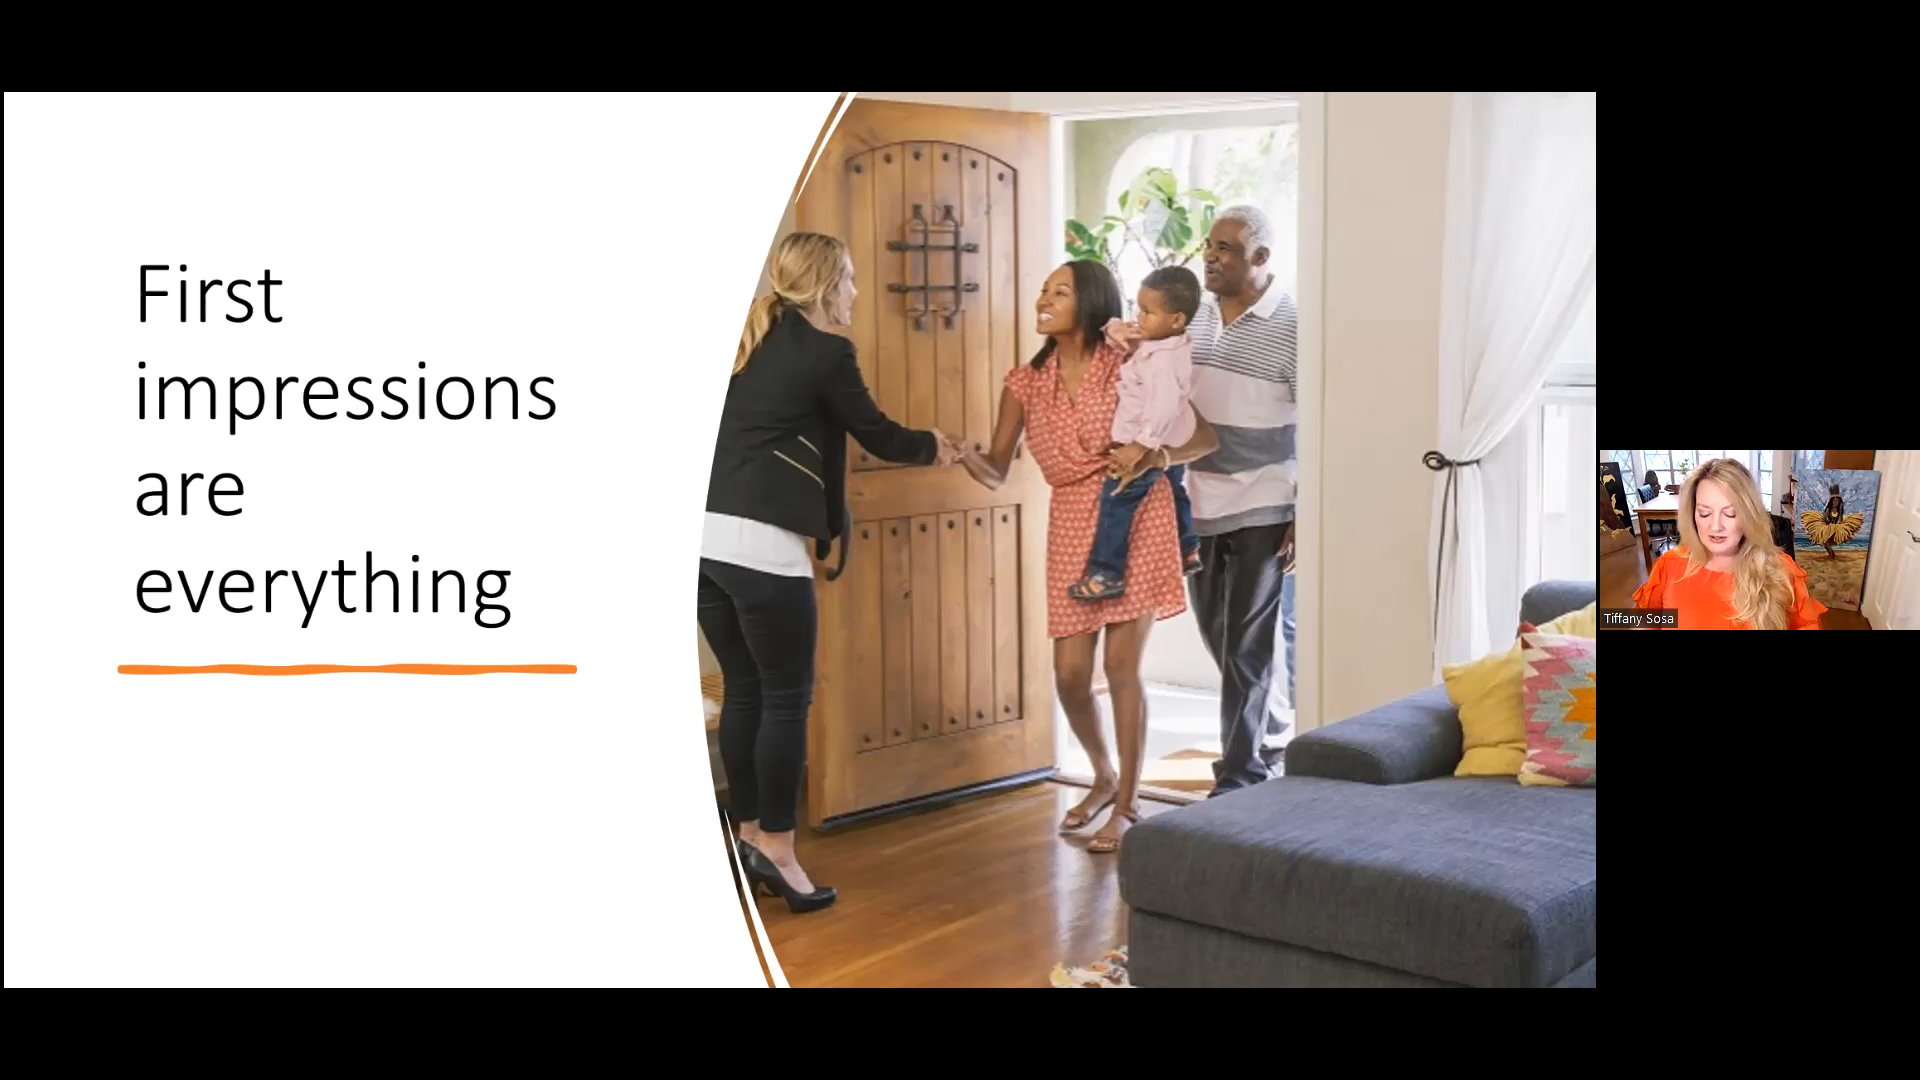 First
impressions
are
everything
Tiffany Sosa